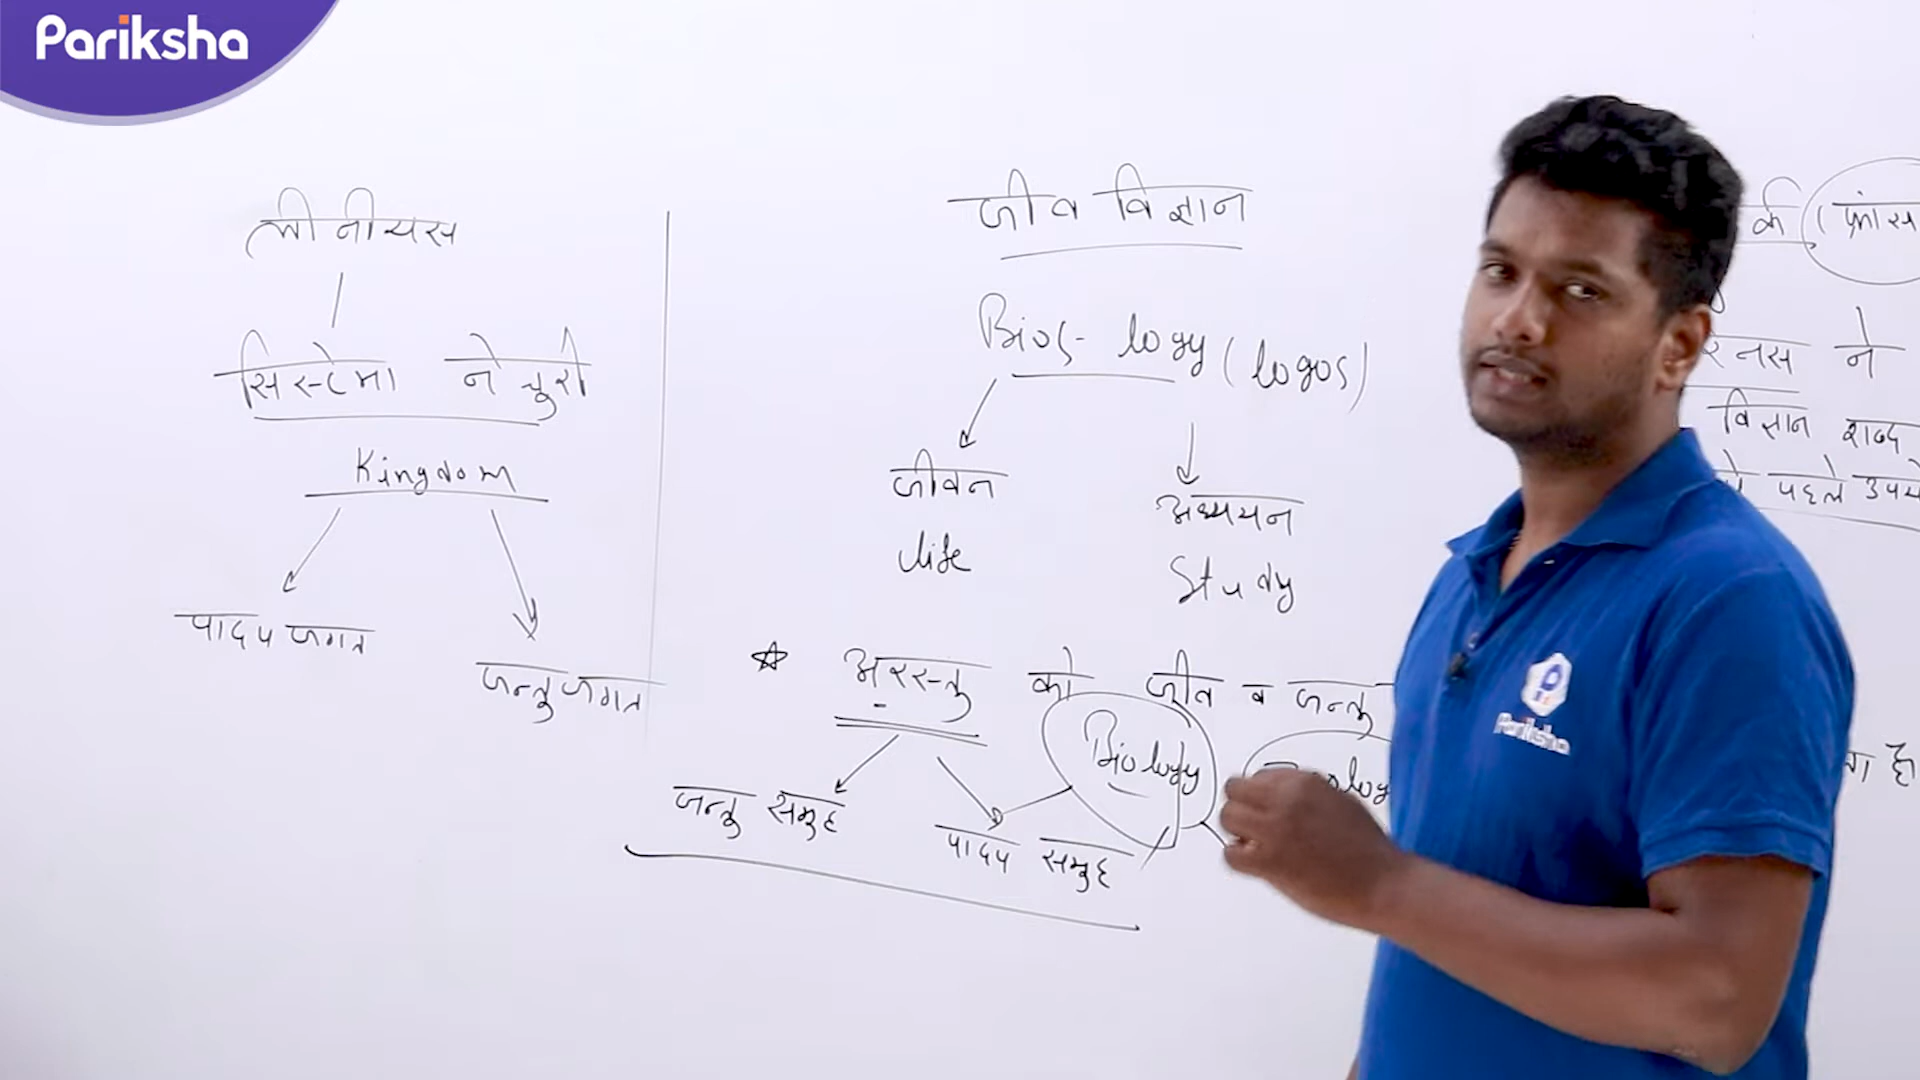 Pariksha
लीनीयस
सिस्टेमा नेचुरी
Kingdom
पादप जगत
जन्तु जगत
जीव विज्ञान
Bios - logy (logos)
जीवन
अध्ययन
life
Study
अरस्तु को जीव व जन्तु
Biology
जन्तु समुह
पादप समुह
र्क (फ्रांस
रनस ने
विज्ञान शब्द
पहले
है
Pariksha